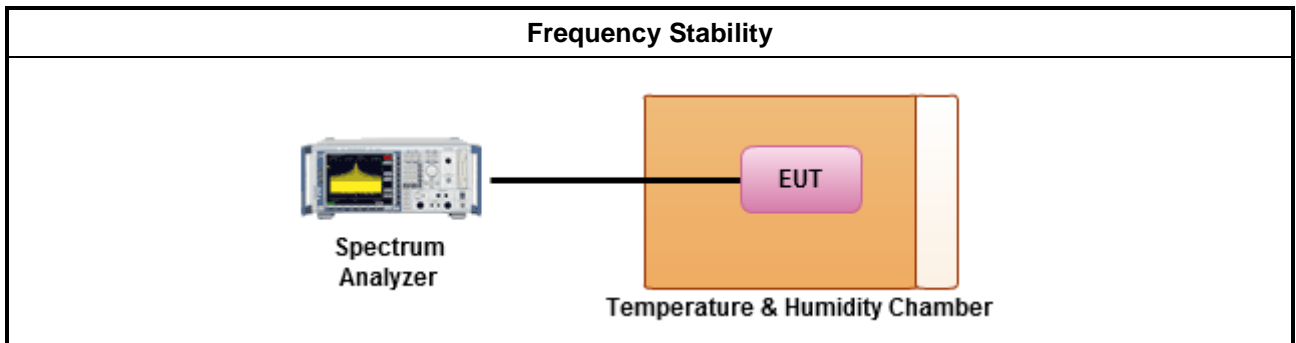 Frequency Stability
EUT
Spectrum
Analyzer
Temperature & Humidity Chamber